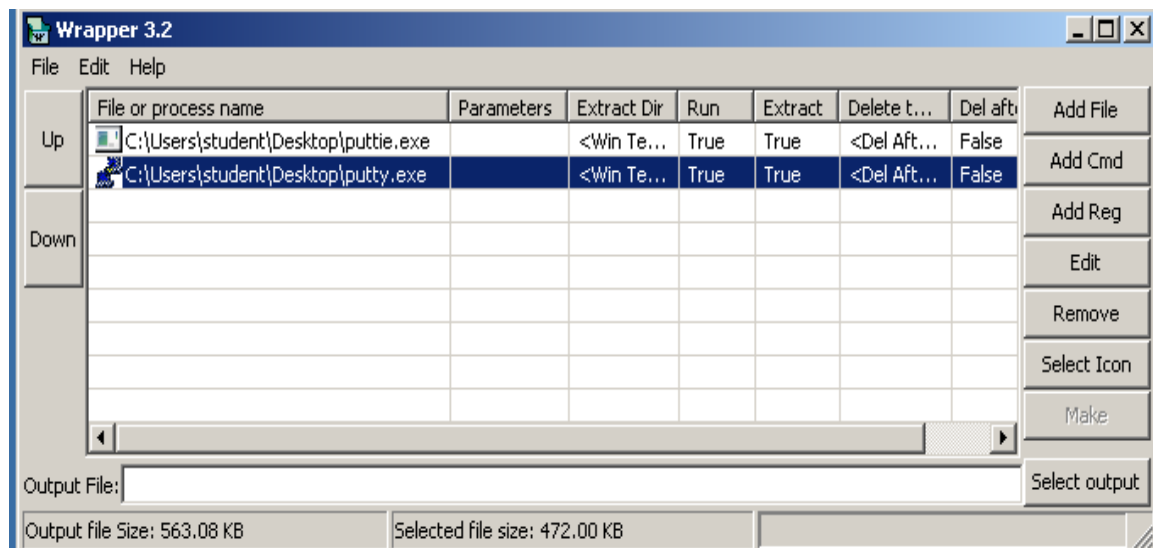 Wrapper 3.2
File Edit Help
File or process name Parameters Extract Dir Run Extract Delete t... Del afte
C:\Users\student\Desktop\puttie.exe <Win Te... True True <Del Aft... False
C:\Users\student\Desktop\putty.exe <Win Te... True True <Del Aft... False
Up
Down
Add File
Add Cmd
Add Reg
Edit
Remove
Select Icon
Make
Output File:
Select output
Output file Size: 563.08 KB Selected file size: 472.00 KB